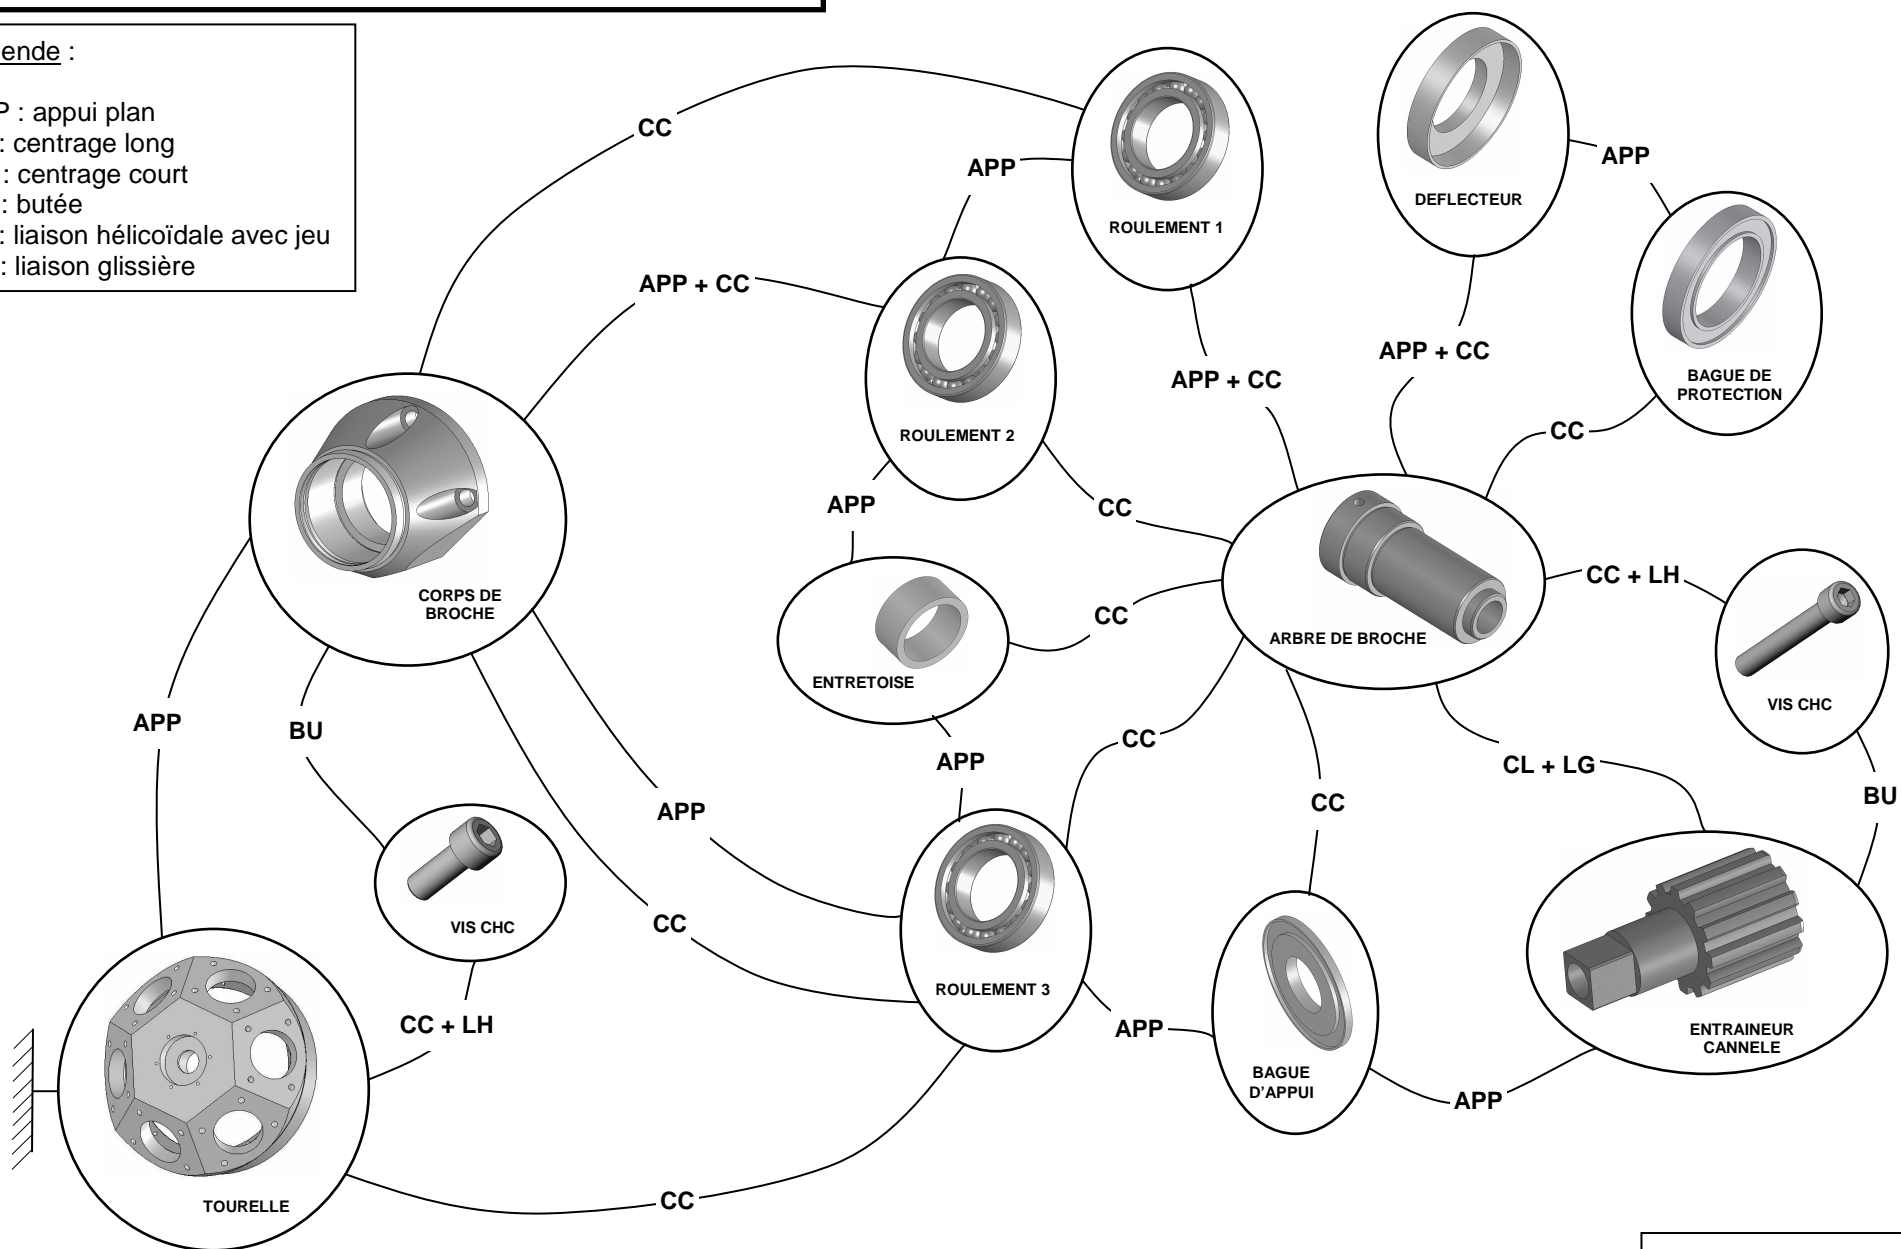 ende :
P : appui plan
: centrage long
: centrage court
: butée
: liaison hélicoïdale avec jeu
: liaison glissière
CC
APP
ROULEMENT 1
DEFLECTEUR
APP
APP + CC
ROULEMENT 2
APP + CC
APP + CC
BAGUE DE
PROTECTION
CC
APP
CC
CORPS DE
BROCHE
CC
ARBRE DE BROCHE
CC + LH
VIS CHC
ENTRETOISE
APP
BU
APP
CC
APP
CC
CL + LG
BU
VIS CHC
CC
ROULEMENT 3
CC + LH
APP
BAGUE
D'APPUI
ENTRAINEUR
CANNELE
APP
TOURELLE
CC